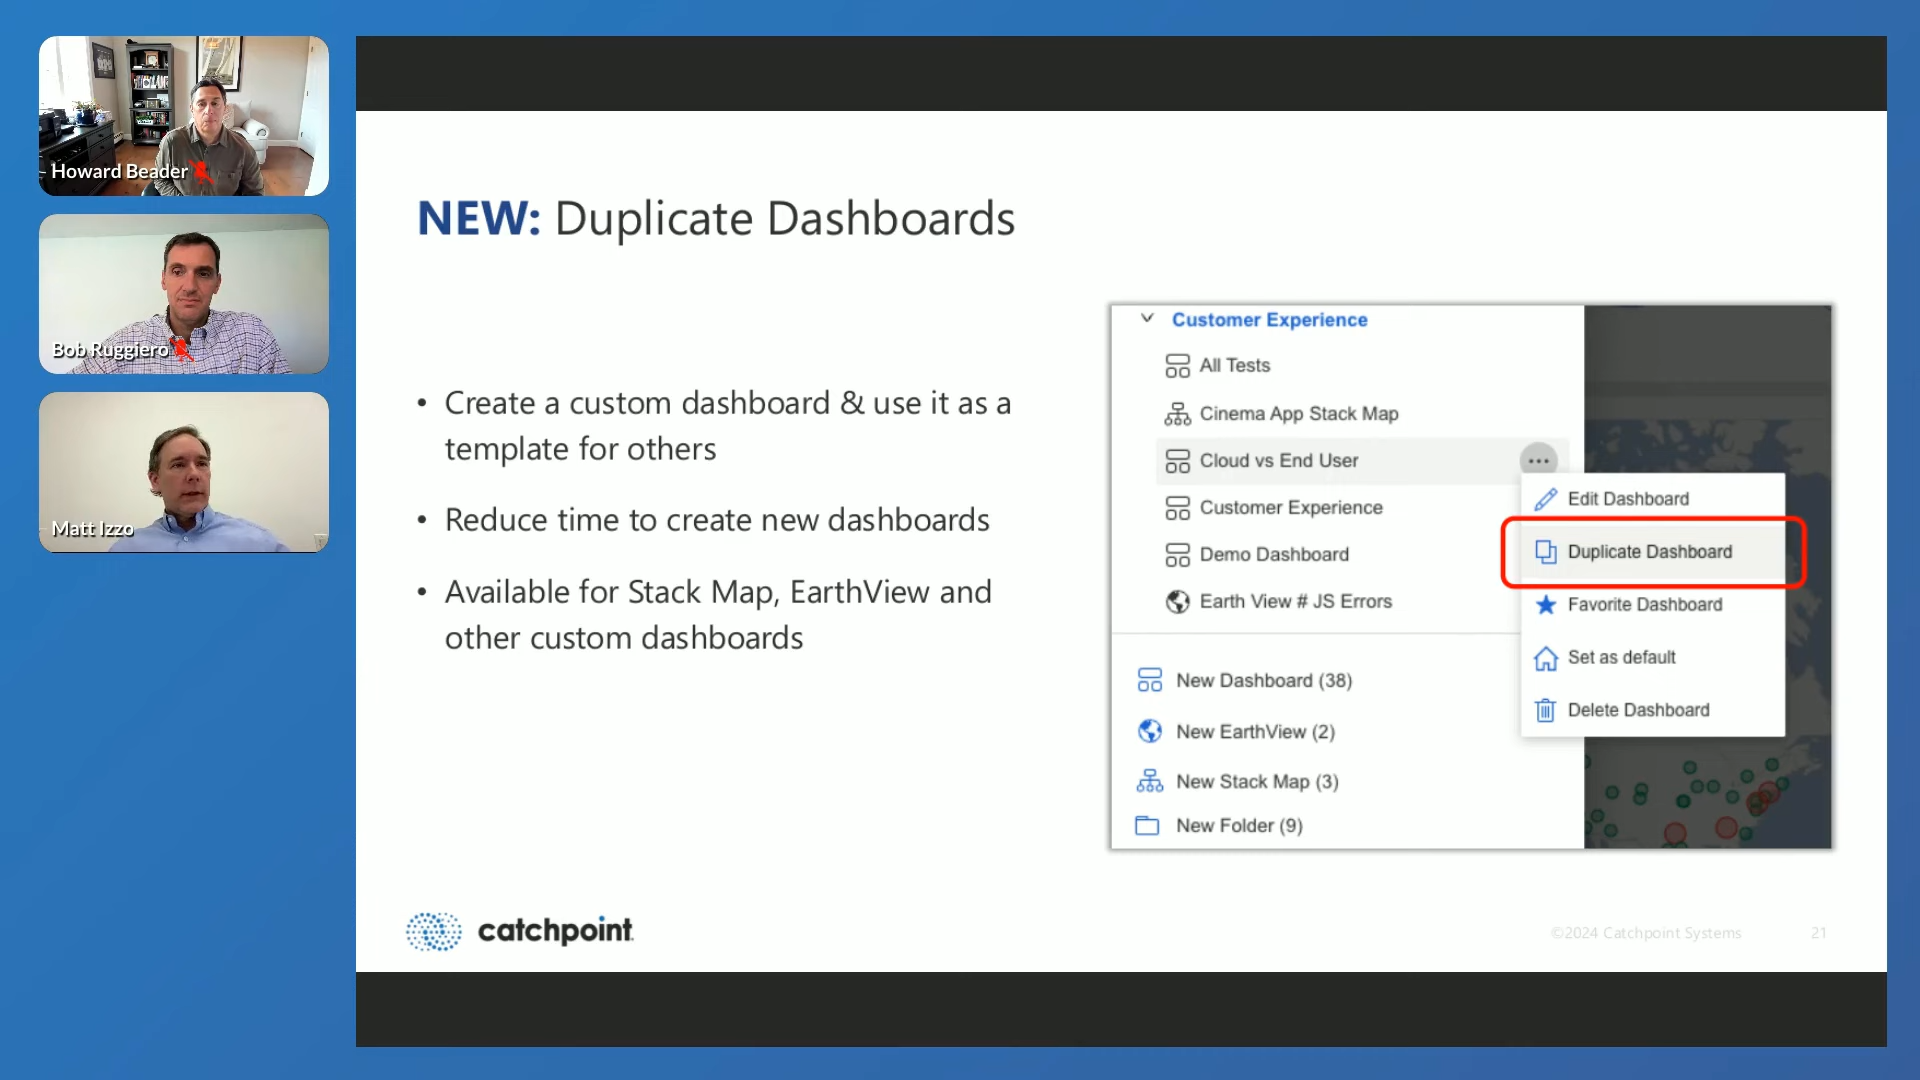 Howard Beader
Bob Ruggiero
Matt Izzo
NEW: Duplicate Dashboards
• Create a custom dashboard & use it as a
template for others
• Reduce time to create new dashboards
• Available for Stack Map, EarthView and
other custom dashboards
Customer Experience
All Tests
Cinema App Stack Map
Cloud vs End User
Customer Experience
Demo Dashboard
Earth View # JS Errors
New Dashboard (38)
New EarthView (2)
New Stack Map (3)
New Folder (9)
Edit Dashboard
Duplicate Dashboard
Favorite Dashboard
Set as default
Delete Dashboard
catchpoint
©2024 Catchpoint Systems
21